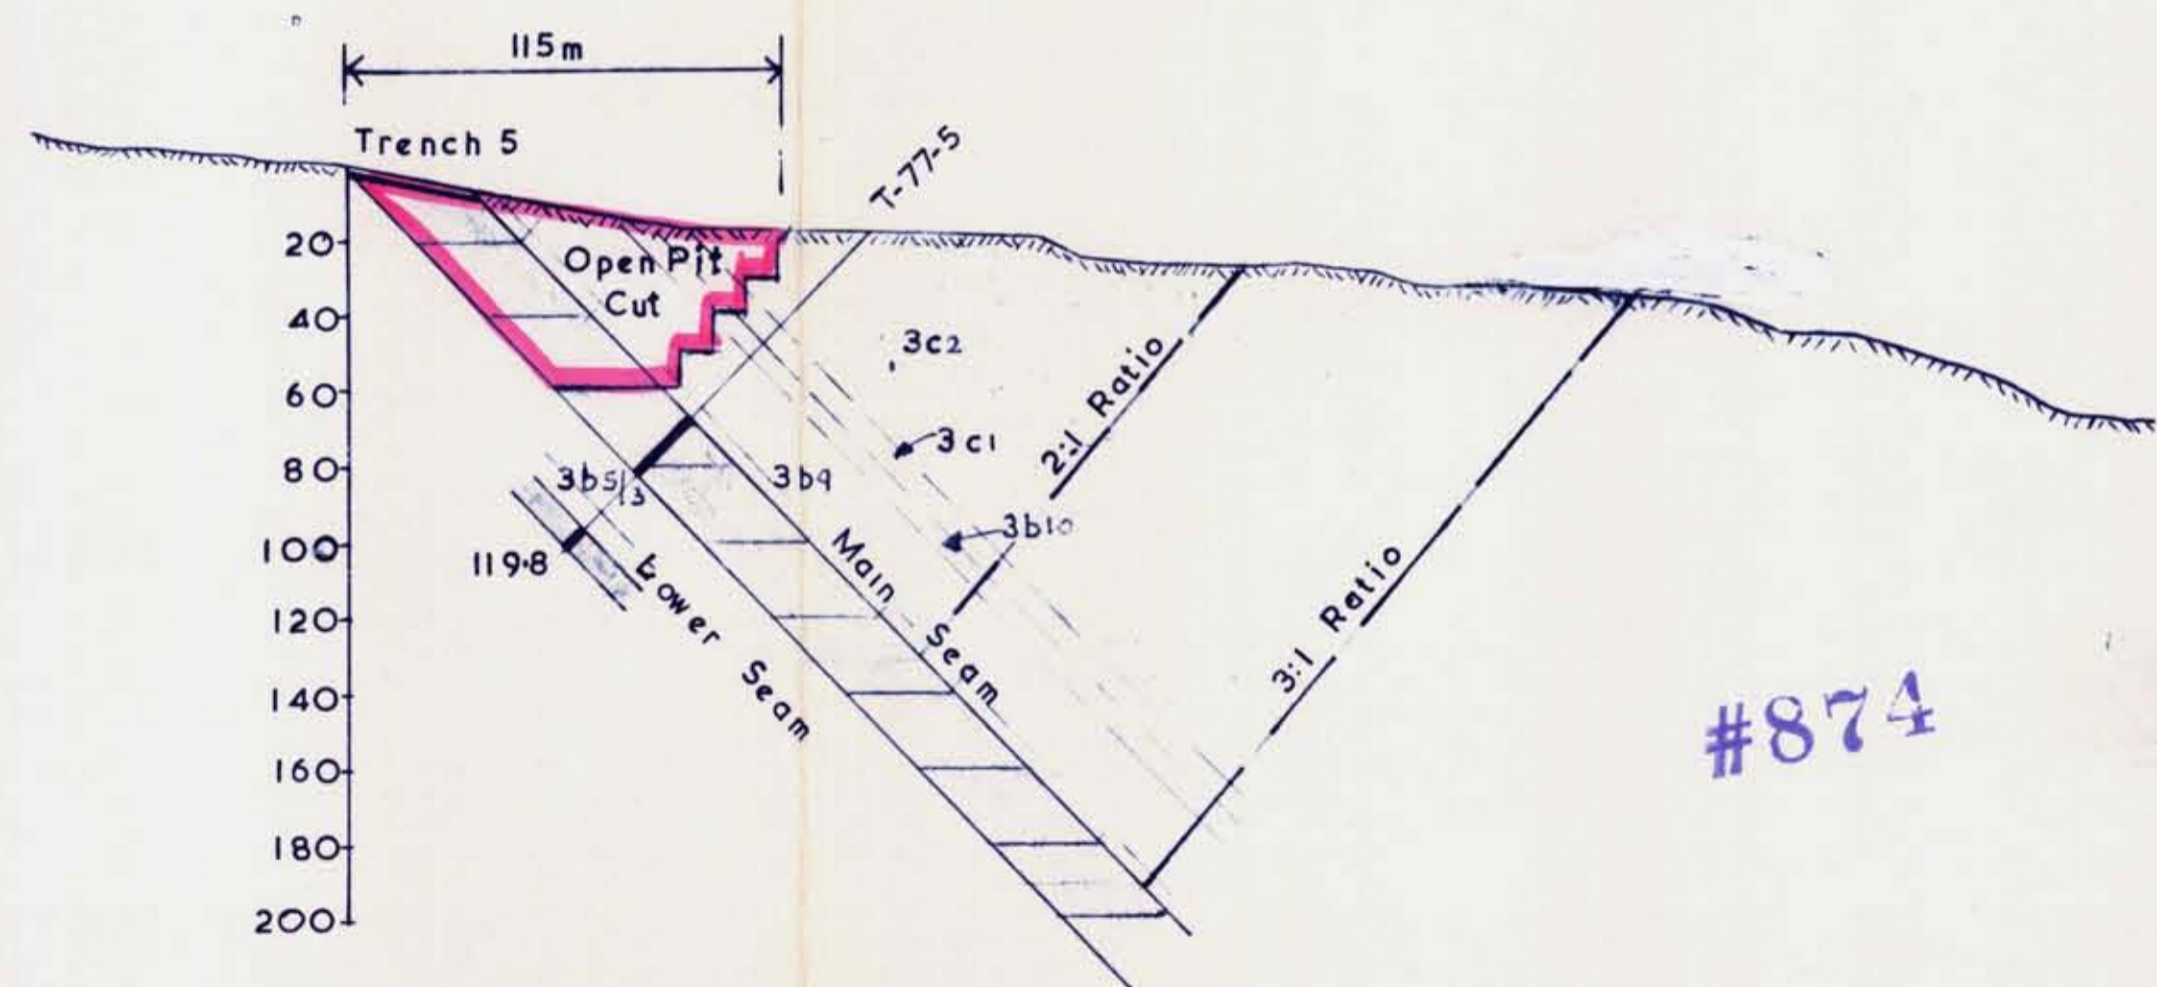 115m
Trench 5
T-77-5
20
40
60
80
100
120
140
160
180
200
Open Pit
Cut
3c2
3c1
3b10
3b9
3b5/3
119.8
Lower Seam
Main Seam
2:1 Ratio
3:1 Ratio
#874